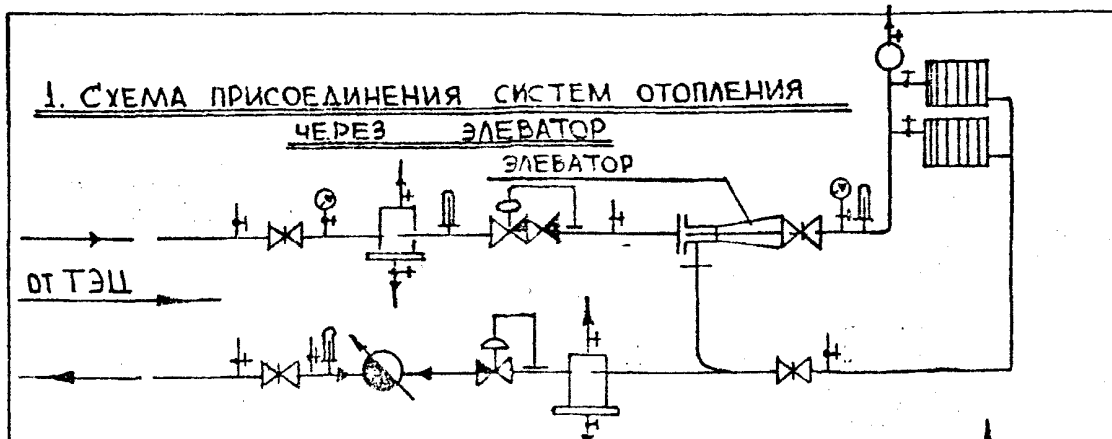 1. СХЕМА ПРИСОЕДИНЕНИЯ СИСТЕМ ОТОПЛЕНИЯ
ЧЕРЕЗ ЭЛЕВАТОР
ЭЛЕВАТОР
ОТ ТЭЦ